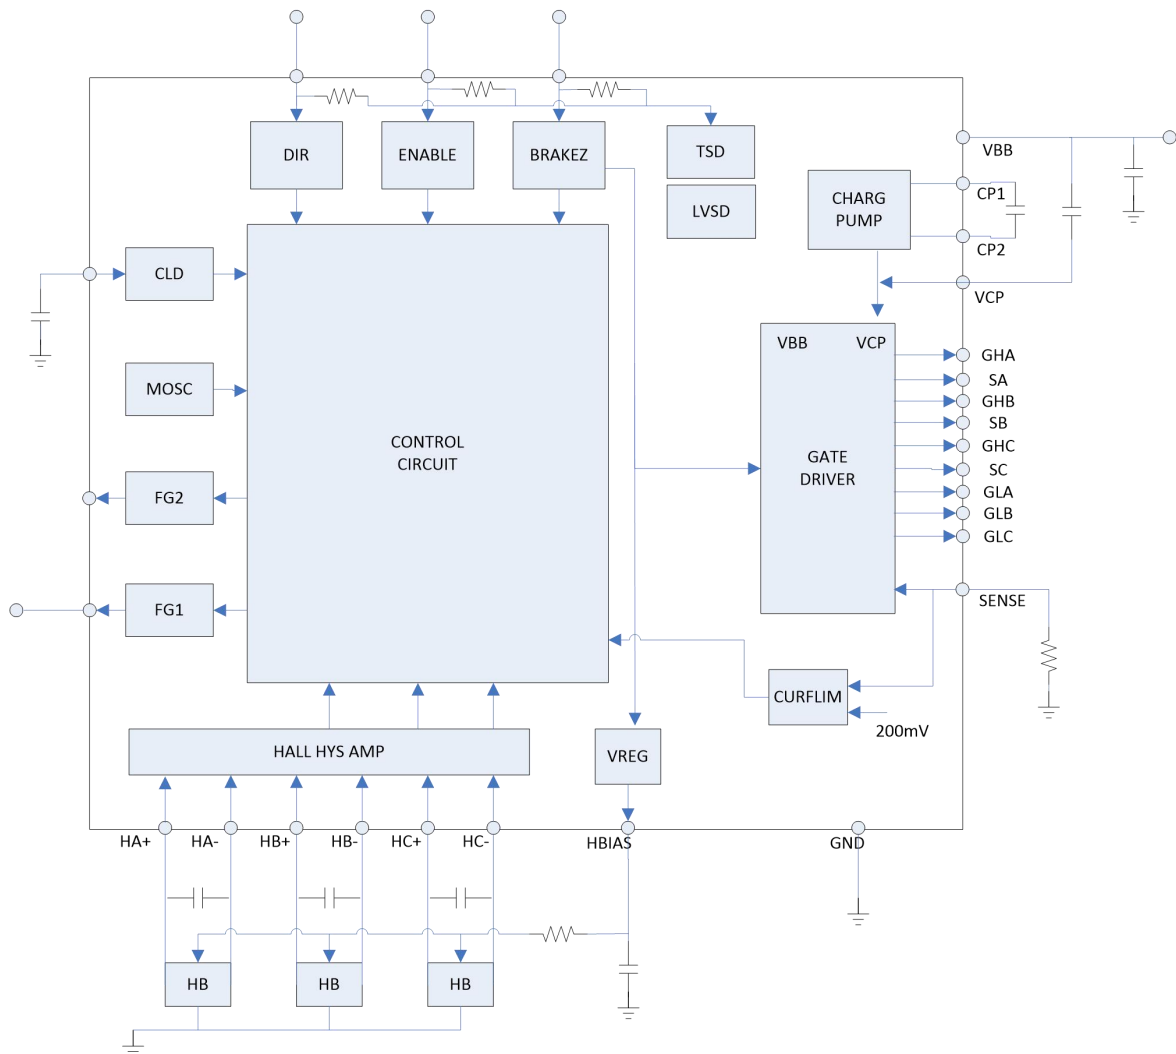 DIR
ENABLE
BRAKEZ
TSD
LVSD
VBB
CHARG
PUMP
CP1
CP2
VCP
CLD
MOSC
FG2
FG1
CONTROL
CIRCUIT
VBB VCP
GATE
DRIVER
GHA
SA
GHB
SB
GHC
SC
GLA
GLB
GLC
SENSE
CURFLIM
200mV
HALL HYS AMP
VREG
HA+ HA- HB+ HB- HC+ HC- HBIAS GND
HB HB HB